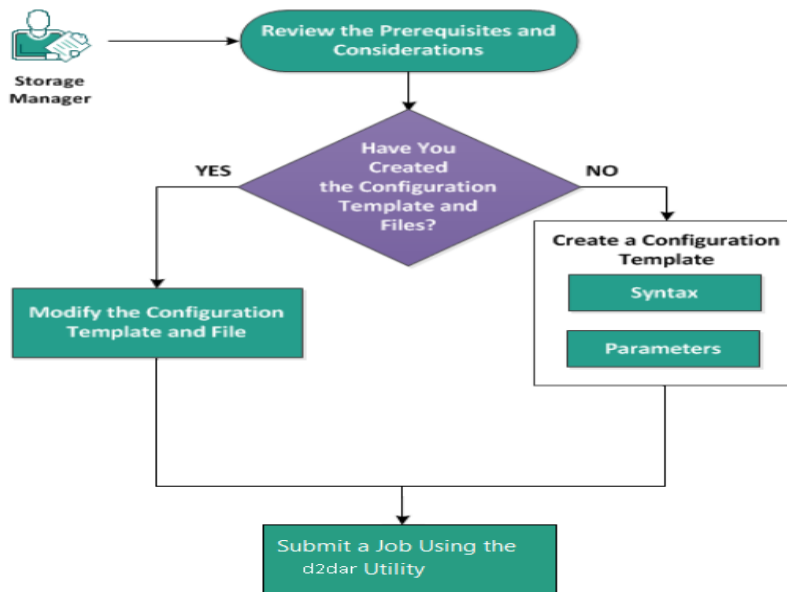 Storage
Manager
Review the Prerequisites and
Considerations
Have You
Created
the Configuration
Template and
Files?
YES
NO
Modify the Configuration
Template and File
Create a Configuration
Template
Syntax
Parameters
Submit a Job Using the
d2dar Utility